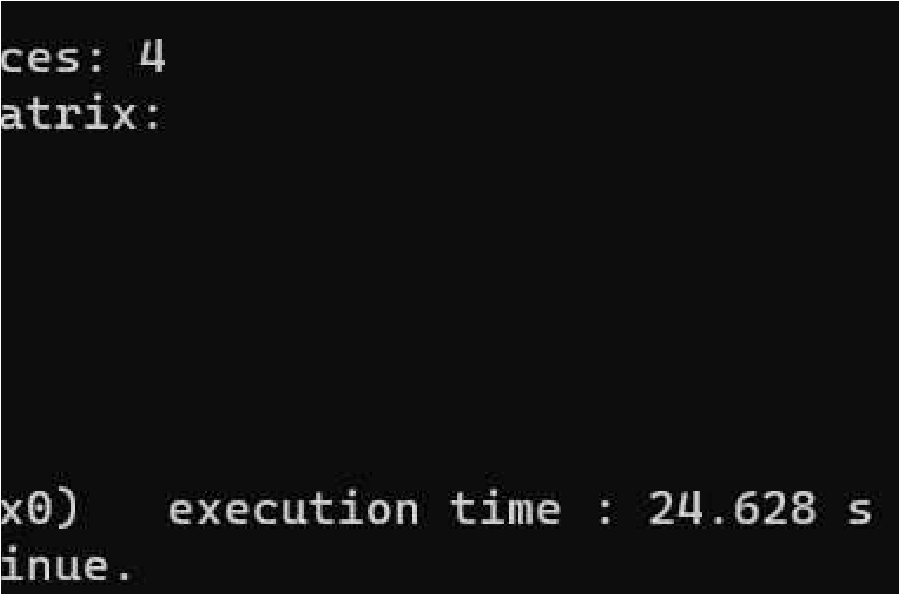 ces: 4
atrix:
x0)   execution time : 24.628 s
inue.